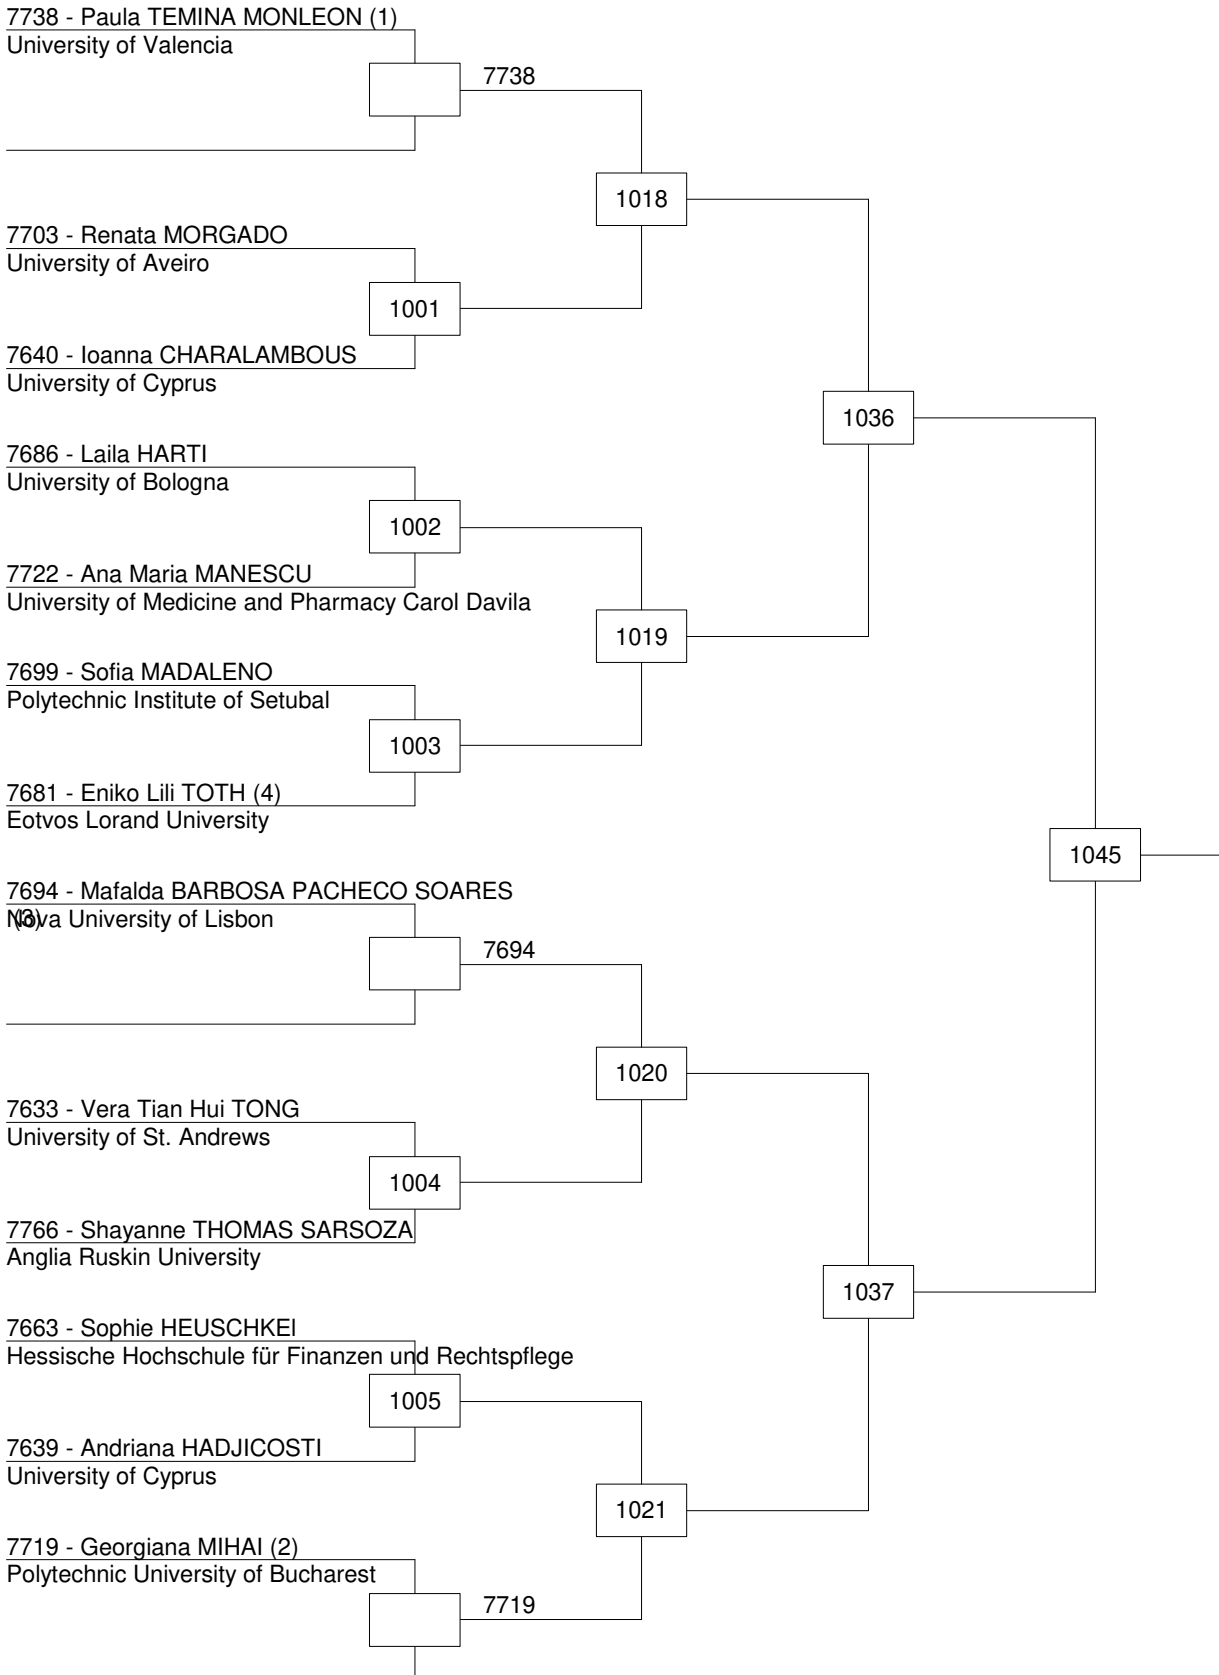 7738 - Paula TEMINA MONLEON (1)
University of Valencia
7738
1018
7703 - Renata MORGADO
University of Aveiro
1001
7640 - Ioanna CHARALAMBOUS
University of Cyprus
1036
7686 - Laila HARTI
University of Bologna
1002
7722 - Ana Maria MANESCU
University of Medicine and Pharmacy Carol Davila
1019
7699 - Sofia MADALENO
Polytechnic Institute of Setubal
1003
7681 - Eniko Lili TOTH (4)
Eotvos Lorand University
1045
7694 - Mafalda BARBOSA PACHECO SOARES
(3)
Nova University of Lisbon
7694
1020
7633 - Vera Tian Hui TONG
University of St. Andrews
1004
7766 - Shayanne THOMAS SARSOZA
Anglia Ruskin University
1037
7663 - Sophie HEUSCHKEl
Hessische Hochschule für Finanzen und Rechtspflege
1005
7639 - Andriana HADJICOSTI
University of Cyprus
1021
7719 - Georgiana MIHAI (2)
Polytechnic University of Bucharest
7719